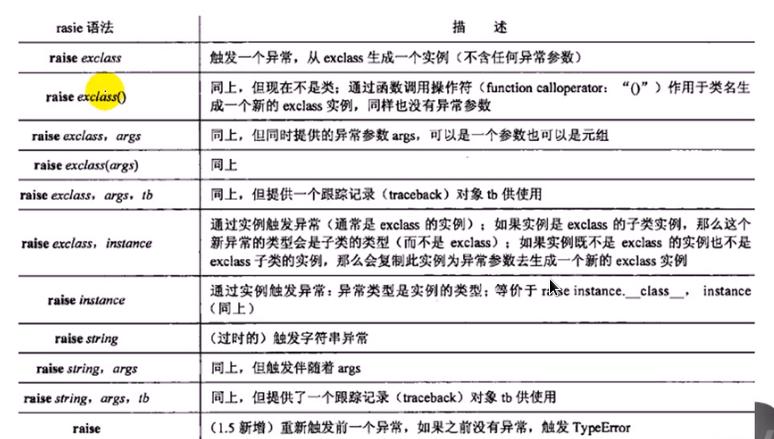 rasie 语法 描 述
raise exclass 触发一个异常，从 exclass 生成一个实例（不含任何异常参数）
raise exclass() 同上，但现在不是类；通过函数调用操作符（function calloperator： “()”）作用于类名生
成一个新的 exclass 实例，同样也没有异常参数
raise exclass，args 同上，但同时提供的异常参数 args，可以是一个参数也可以是元组
raise exclass(args) 同上
raise exclass，args，tb 同上，但提供一个跟踪记录（traceback）对象 tb 供使用
raise exclass，instance 通过实例触发异常（通常是 exclass 的实例）；如果实例是 exclass 的子类实例，那么这个
新异常的类型会是子类的类型（而不是 exclass）；如果实例既不是 exclass 的实例也不是
exclass 子类的实例，那么会复制此实例为异常参数去生成一个新的 exclass 实例
raise instance 通过实例触发异常：异常类型是实例的类型；等价于 raise instance.__class__， instance
（同上）
raise string （过时的）触发字符串异常
raise string，args 同上，但触发伴随着 args
raise string，args，tb 同上，但提供了一个跟踪记录（traceback）对象 tb 供使用
raise （1.5 新增）重新触发前一个异常，如果之前没有异常，触发 TypeError